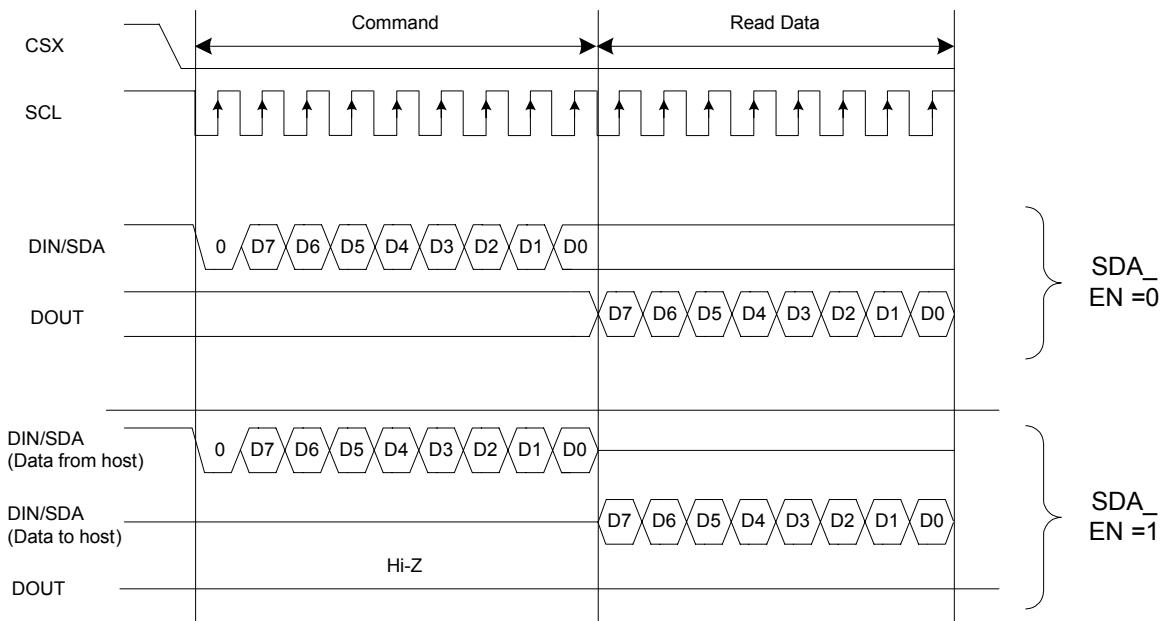 Command
Read Data
CSX
SCL
DIN/SDA
0 D7 D6 D5 D4 D3 D2 D1 D0
DOUT
D7 D6 D5 D4 D3 D2 D1 D0
SDA_
EN =0
DIN/SDA
(Data from host)
0 D7 D6 D5 D4 D3 D2 D1 D0
DIN/SDA
(Data to host)
D7 D6 D5 D4 D3 D2 D1 D0
SDA_
EN =1
Hi-Z
DOUT